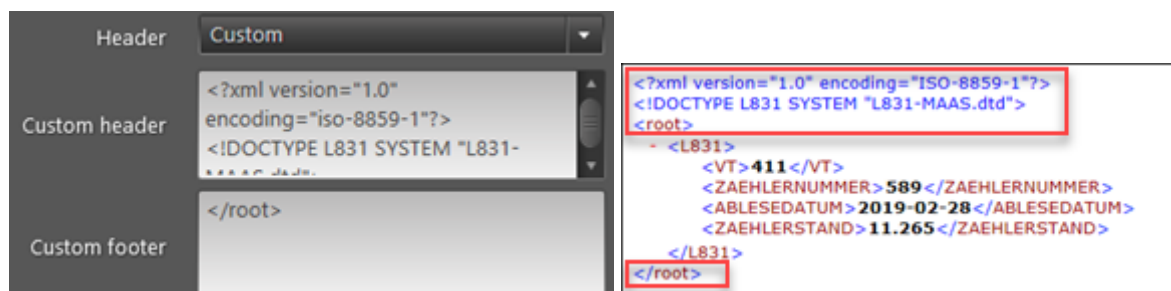 Header
Custom
Custom header
<?xml version="1.0"
encoding="iso-8859-1"?>
<!DOCTYPE L831 SYSTEM "L831-
Custom footer
</root>
<?xml version="1.0" encoding="ISO-8859-1"?>
<!DOCTYPE L831 SYSTEM "L831-MAAS.dtd">
<root>
- <L831>
<VT>411</VT>
<ZAEHLERNUMMER>589</ZAEHLERNUMMER>
<ABLESEDATUM>2019-02-28</ABLESEDATUM>
<ZAEHLERSTAND>11.265</ZAEHLERSTAND>
</L831>
</root>